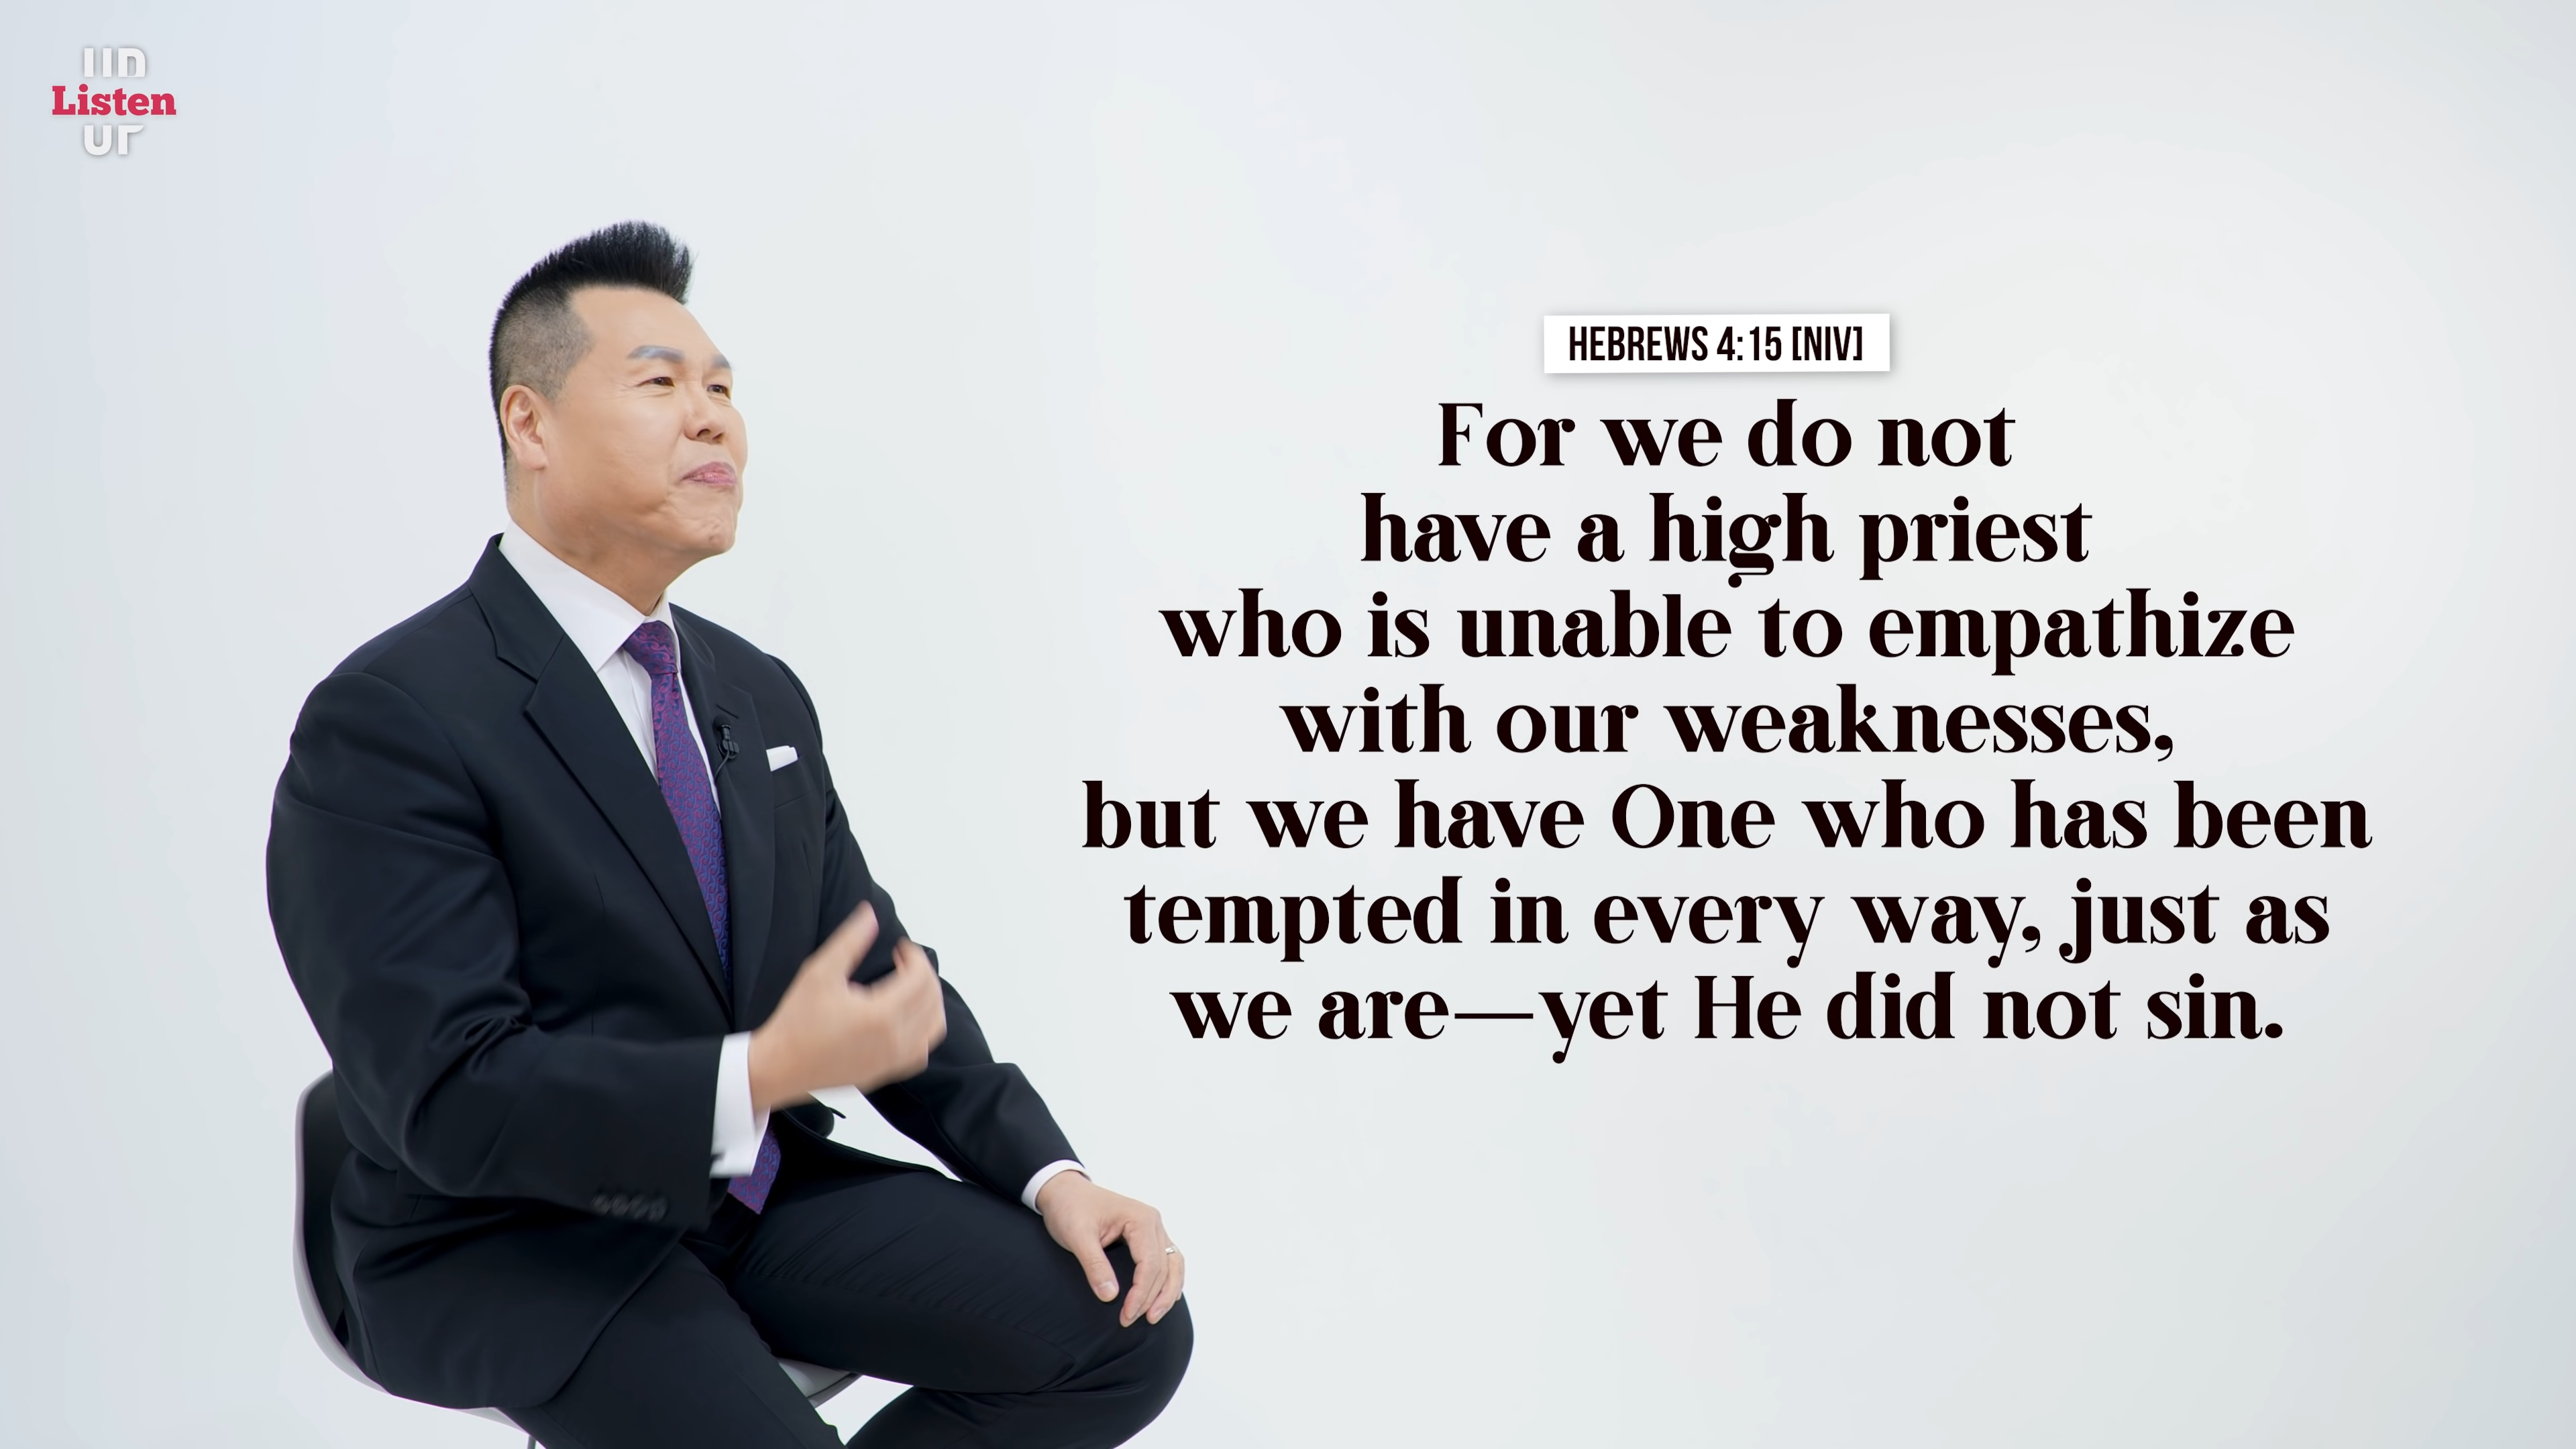 Listen
UP
HEBREWS 4:15 [NIV]
For we do not
have a high priest
who is unable to empathize
with our weaknesses,
but we have One who has been
tempted in every way, just as
we are—yet He did not sin.